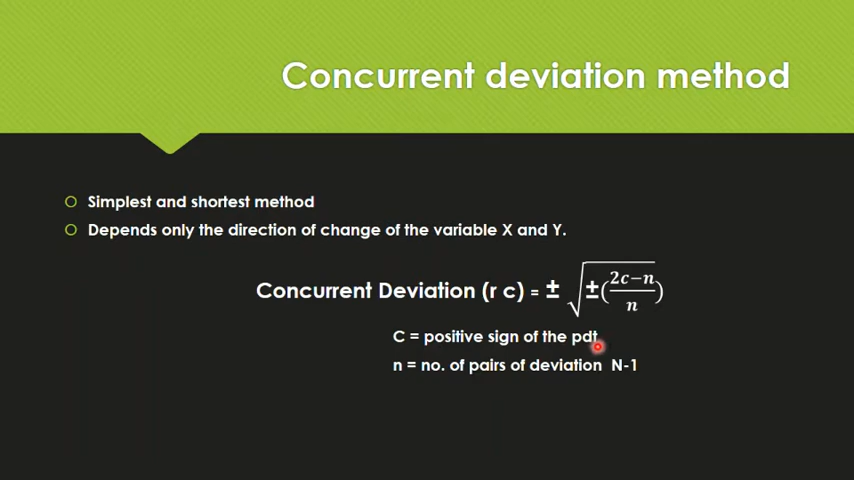 Concurrent deviation method
Simplest and shortest method
Depends only the direction of change of the variable X and Y.
Concurrent Deviation (r c) = ± √±(2c−n/n)
C = positive sign of the pdt
n = no. of pairs of deviation N-1